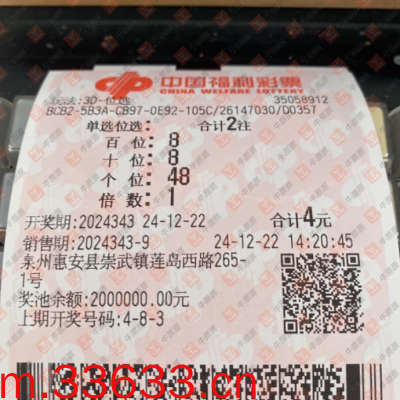 中国福利彩票
CHINA WELFARE LOTTERY
玩法:3D-位选 35058912
BCB2-5B3A-CB97-0E92-105C/26147030/D0357
单选位选: 合计2注
百位:8
十位:8
个位:48
倍数:1
开奖期:2024343 24-12-22 合计4元
销售期:2024343-9 24-12-22 14:20:45
泉州惠安县崇武镇莲岛西路265-
1号
奖池余额:2000000.00元
上期开奖号码:4-8-3
m.33633.cn